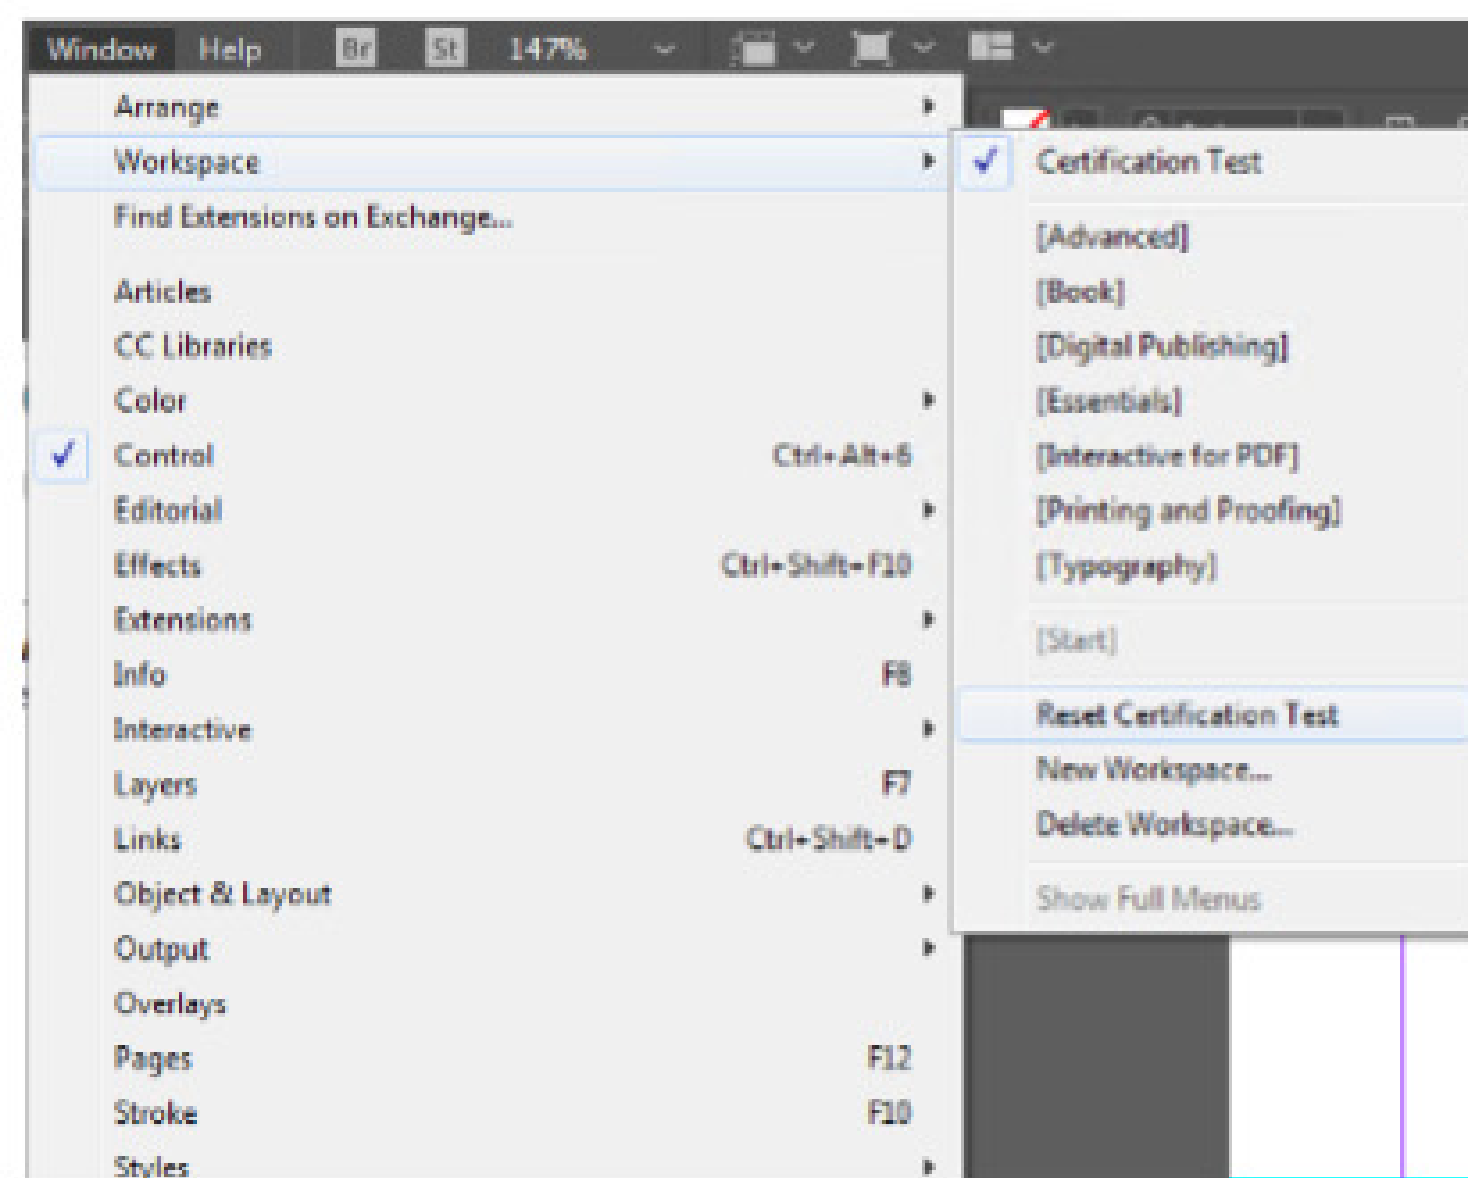 Window Help Br St 147%
Arrange
Workspace
Find Extensions on Exchange...
Articles
CC Libraries
Color
Control Ctrl+Alt+6
Editorial
Effects Ctrl+Shift+F10
Extensions
Info F8
Interactive
Layers F7
Links Ctrl+Shift+D
Object & Layout
Output
Overlays
Pages F12
Stroke F10
Styles
Certification Test
[Advanced]
[Book]
[Digital Publishing]
[Essentials]
[Interactive for PDF]
[Printing and Proofing]
[Typography]
[Start]
Reset Certification Test
New Workspace...
Delete Workspace...
Show Full Menus